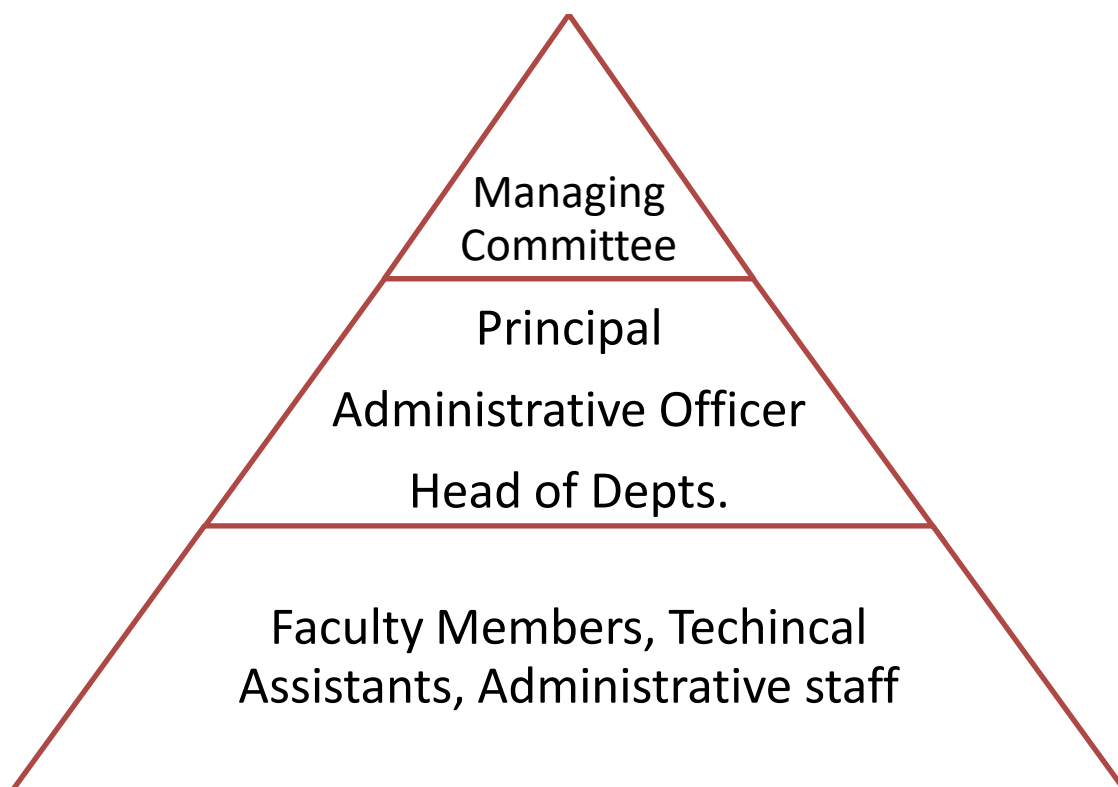 Managing
Committee
Principal
Administrative Officer
Head of Depts.
Faculty Members, Techincal
Assistants, Administrative staff